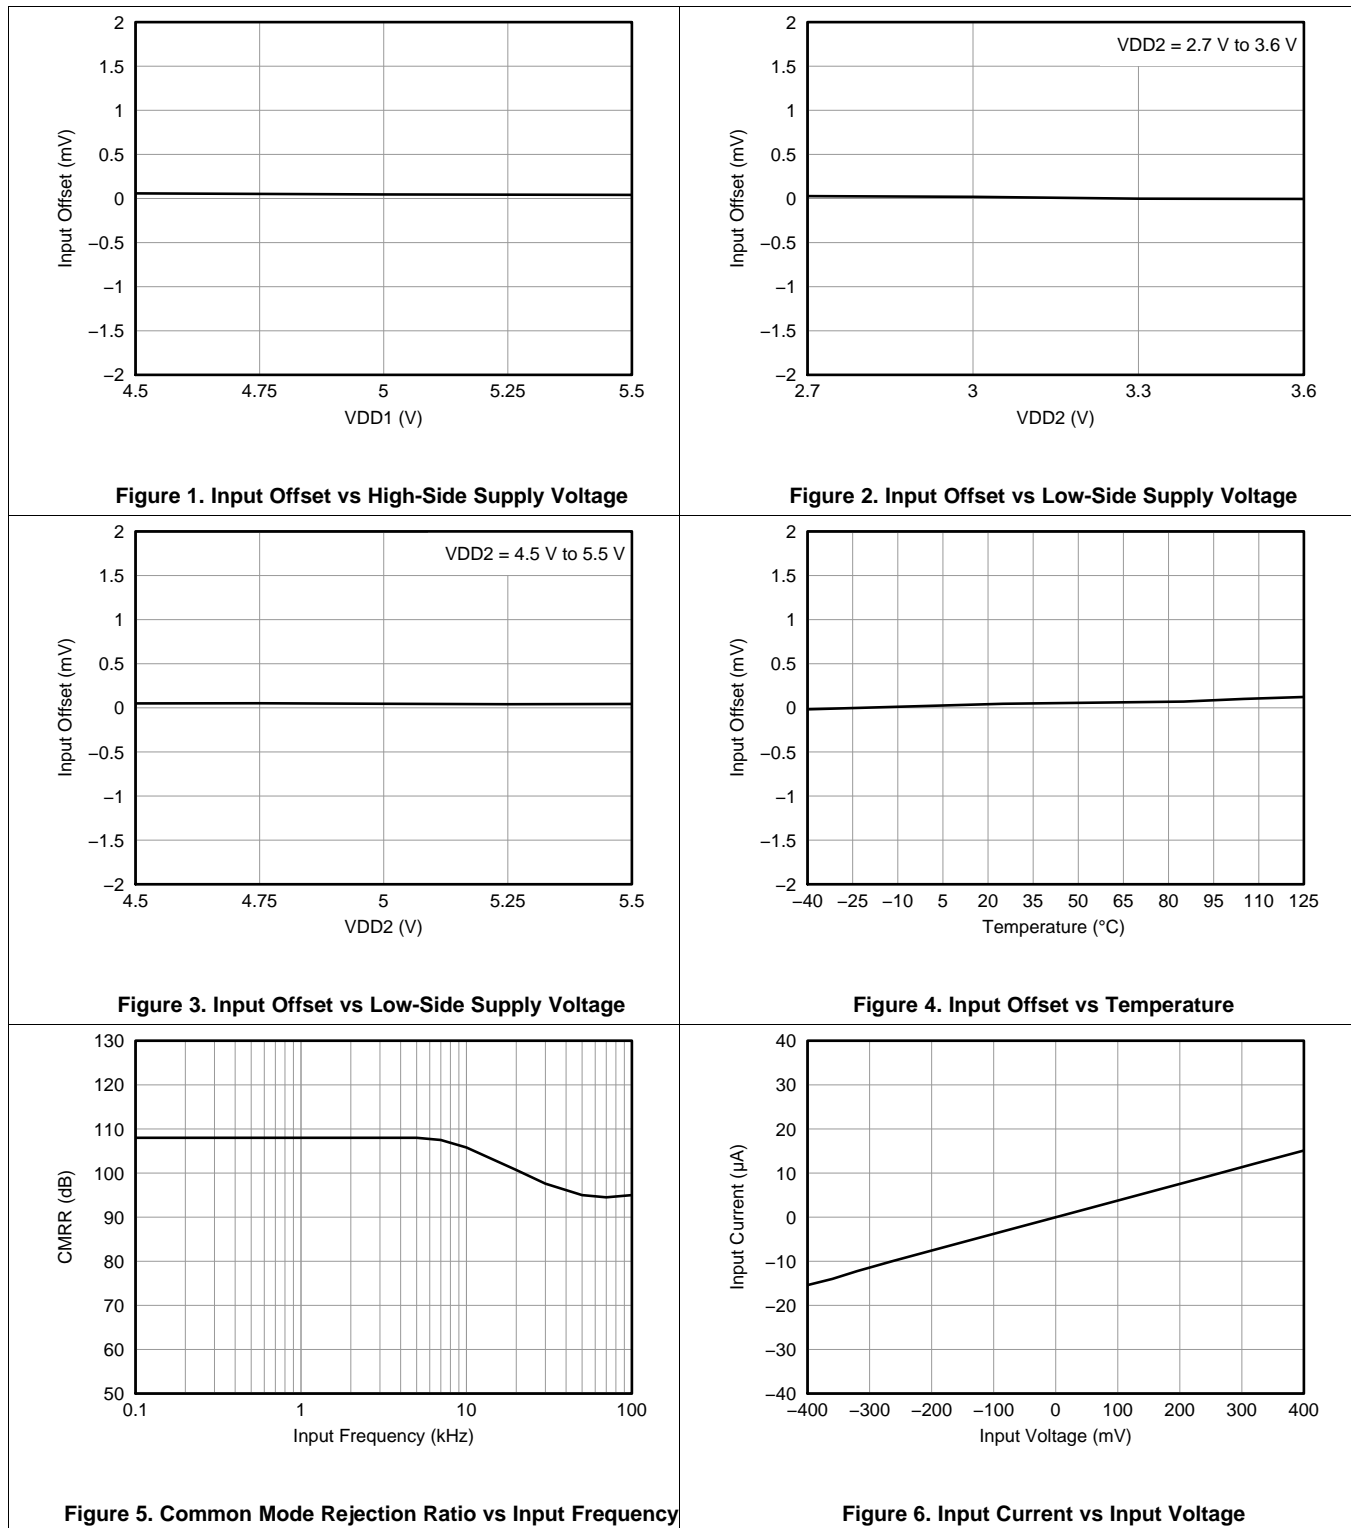 2
1.5
1
0.5
0
–0.5
–1
–1.5
–2
Input Offset (mV)
4.5 4.75 5 5.25 5.5
VDD1 (V)
Figure 1. Input Offset vs High-Side Supply Voltage
VDD2 = 2.7 V to 3.6 V
2
1.5
1
0.5
0
–0.5
–1
–1.5
–2
Input Offset (mV)
2.7 3 3.3 3.6
VDD2 (V)
Figure 2. Input Offset vs Low-Side Supply Voltage
VDD2 = 4.5 V to 5.5 V
2
1.5
1
0.5
0
–0.5
–1
–1.5
–2
Input Offset (mV)
4.5 4.75 5 5.25 5.5
VDD2 (V)
Figure 3. Input Offset vs Low-Side Supply Voltage
2
1.5
1
0.5
0
–0.5
–1
–1.5
–2
Input Offset (mV)
–40 –25 –10 5 20 35 50 65 80 95 110 125
Temperature (°C)
Figure 4. Input Offset vs Temperature
130
120
110
100
90
80
70
60
50
CMRR (dB)
0.1 1 10 100
Input Frequency (kHz)
Figure 5. Common Mode Rejection Ratio vs Input Frequency
40
30
20
10
0
–10
–20
–30
–40
Input Current (µA)
–400 –300 –200 –100 0 100 200 300 400
Input Voltage (mV)
Figure 6. Input Current vs Input Voltage